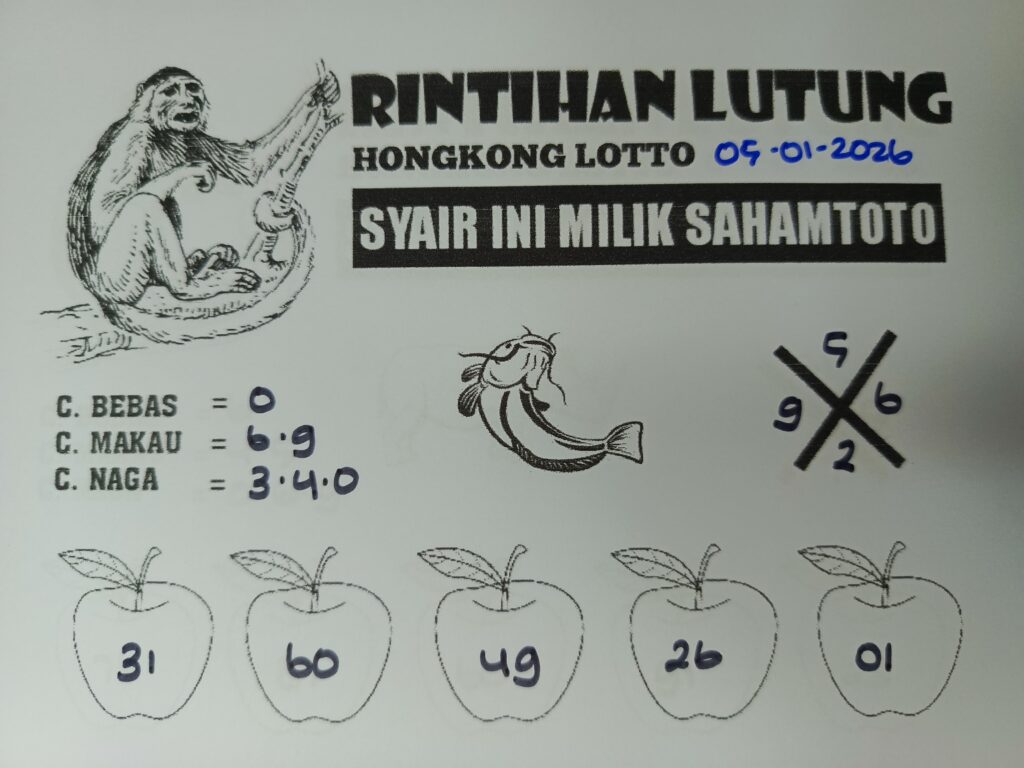 RINTIHAN LUTUNG
HONGKONG LOTTO 05-01-2026
SYAIR INI MILIK SAHAMTOTO
5
9 6
2
C. BEBAS = 0
C. MAKAU = 6.9
C. NAGA = 3.4.0
31 60 49 26 01